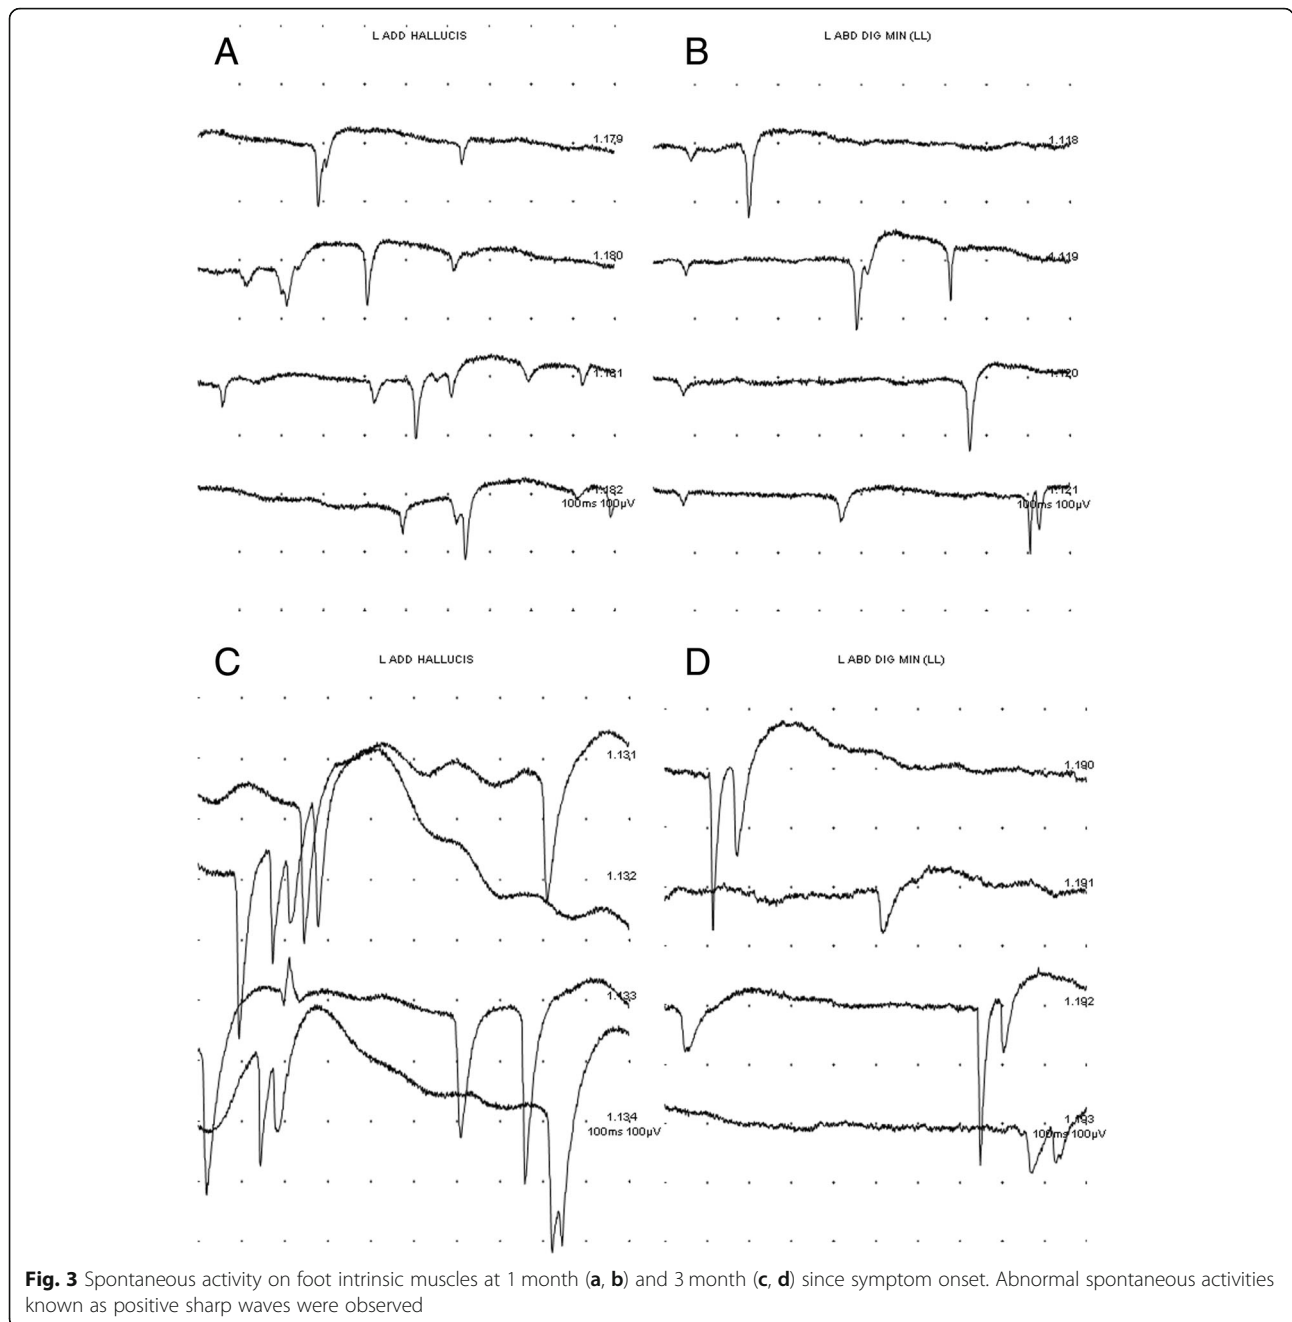 A
L ADD HALLUCIS
1.179
1.180
1.181
1.182
100ms 100µV
B
L ABD DIG MIN (LL)
1.118
1.119
1.120
1.121
100ms 100µV
C
L ADD HALLUCIS
1.131
1.132
1.133
1.134
100ms 100µV
D
L ABD DIG MIN (LL)
1.190
1.191
1.192
1.193
100ms 100µV
Fig. 3 Spontaneous activity on foot intrinsic muscles at 1 month (a, b) and 3 month (c, d) since symptom onset. Abnormal spontaneous activities
known as positive sharp waves were observed